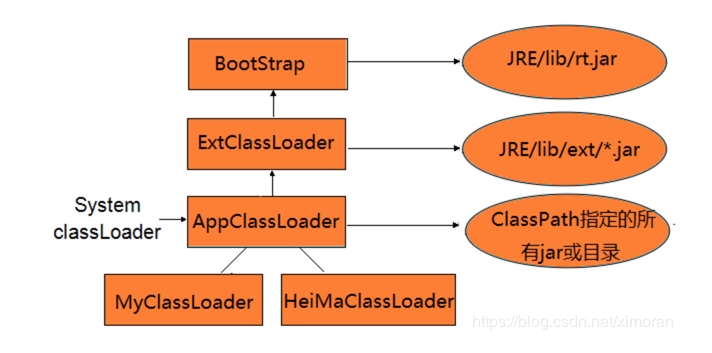 BootStrap
JRE/lib/rt.jar
ExtClassLoader
JRE/lib/ext/*.jar
System
classLoader
AppClassLoader
ClassPath指定的所
有jar或目录
MyClassLoader
HeiMaClassLoader
https://blog.csdn.net/ximoran